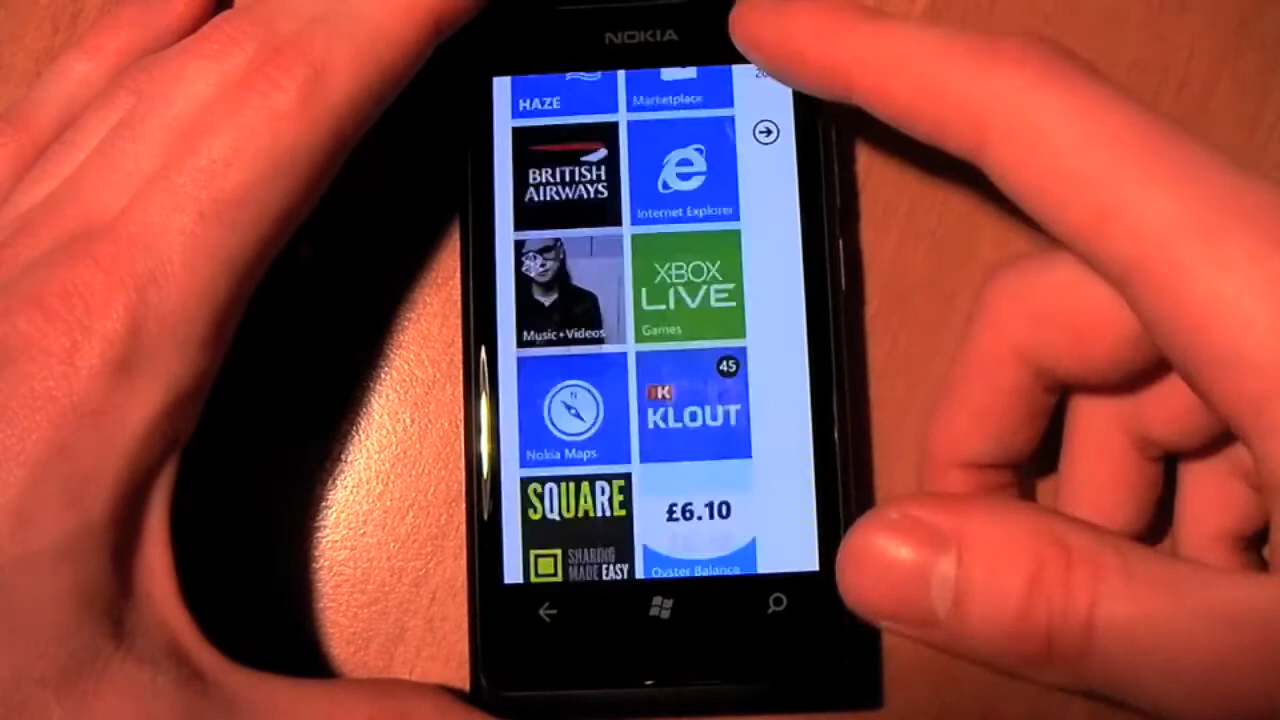 NOKIA
HAZE
Marketplace
BRITISH
AIRWAYS
Internet Explorer
Music+Videos
XBOX
LIVE
Games
N
Nokia Maps
45
K
KLOUT
SQUARE
SHARING
MADE EASY
£6.10
Oyster Balance